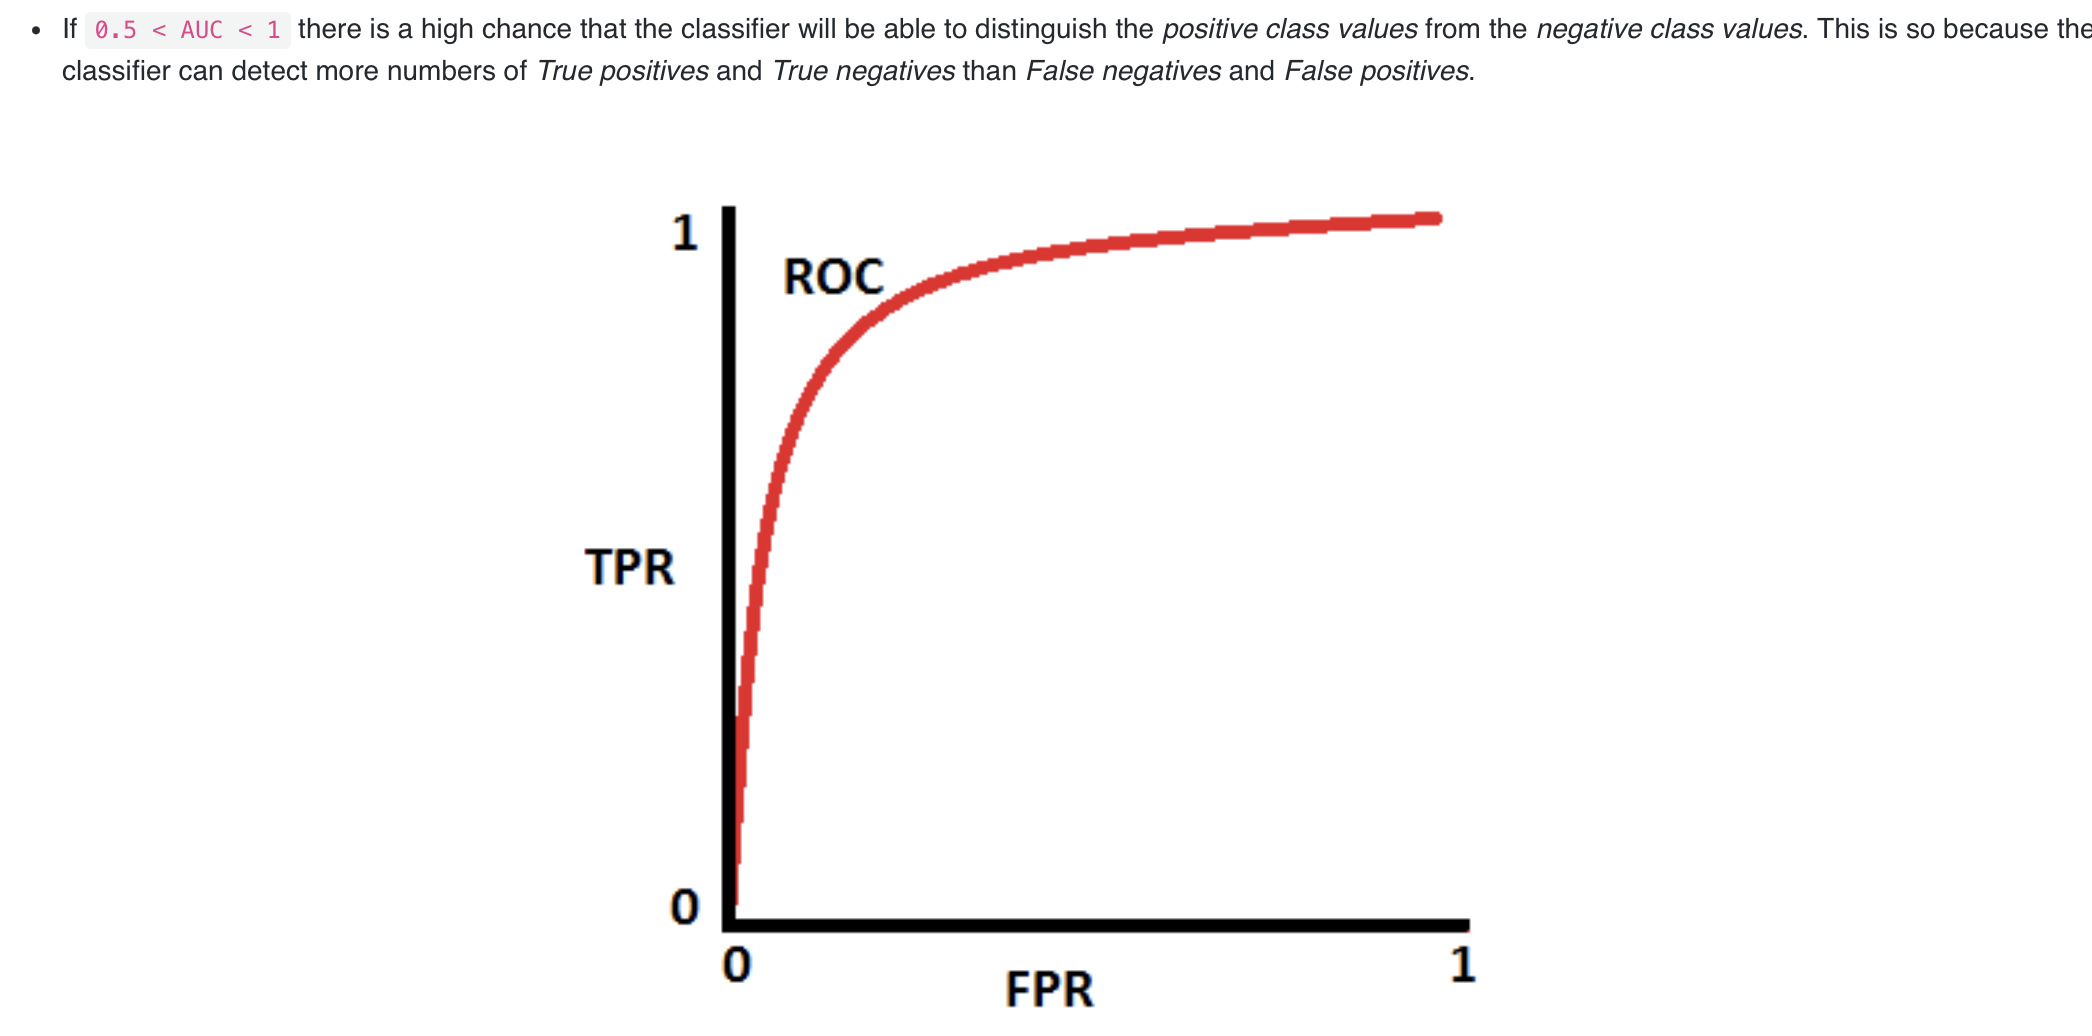 • If 0.5 < AUC < 1 there is a high chance that the classifier will be able to distinguish the positive class values from the negative class values. This is so because the
classifier can detect more numbers of True positives and True negatives than False negatives and False positives.
1
ROC
TPR
0
0
1
FPR